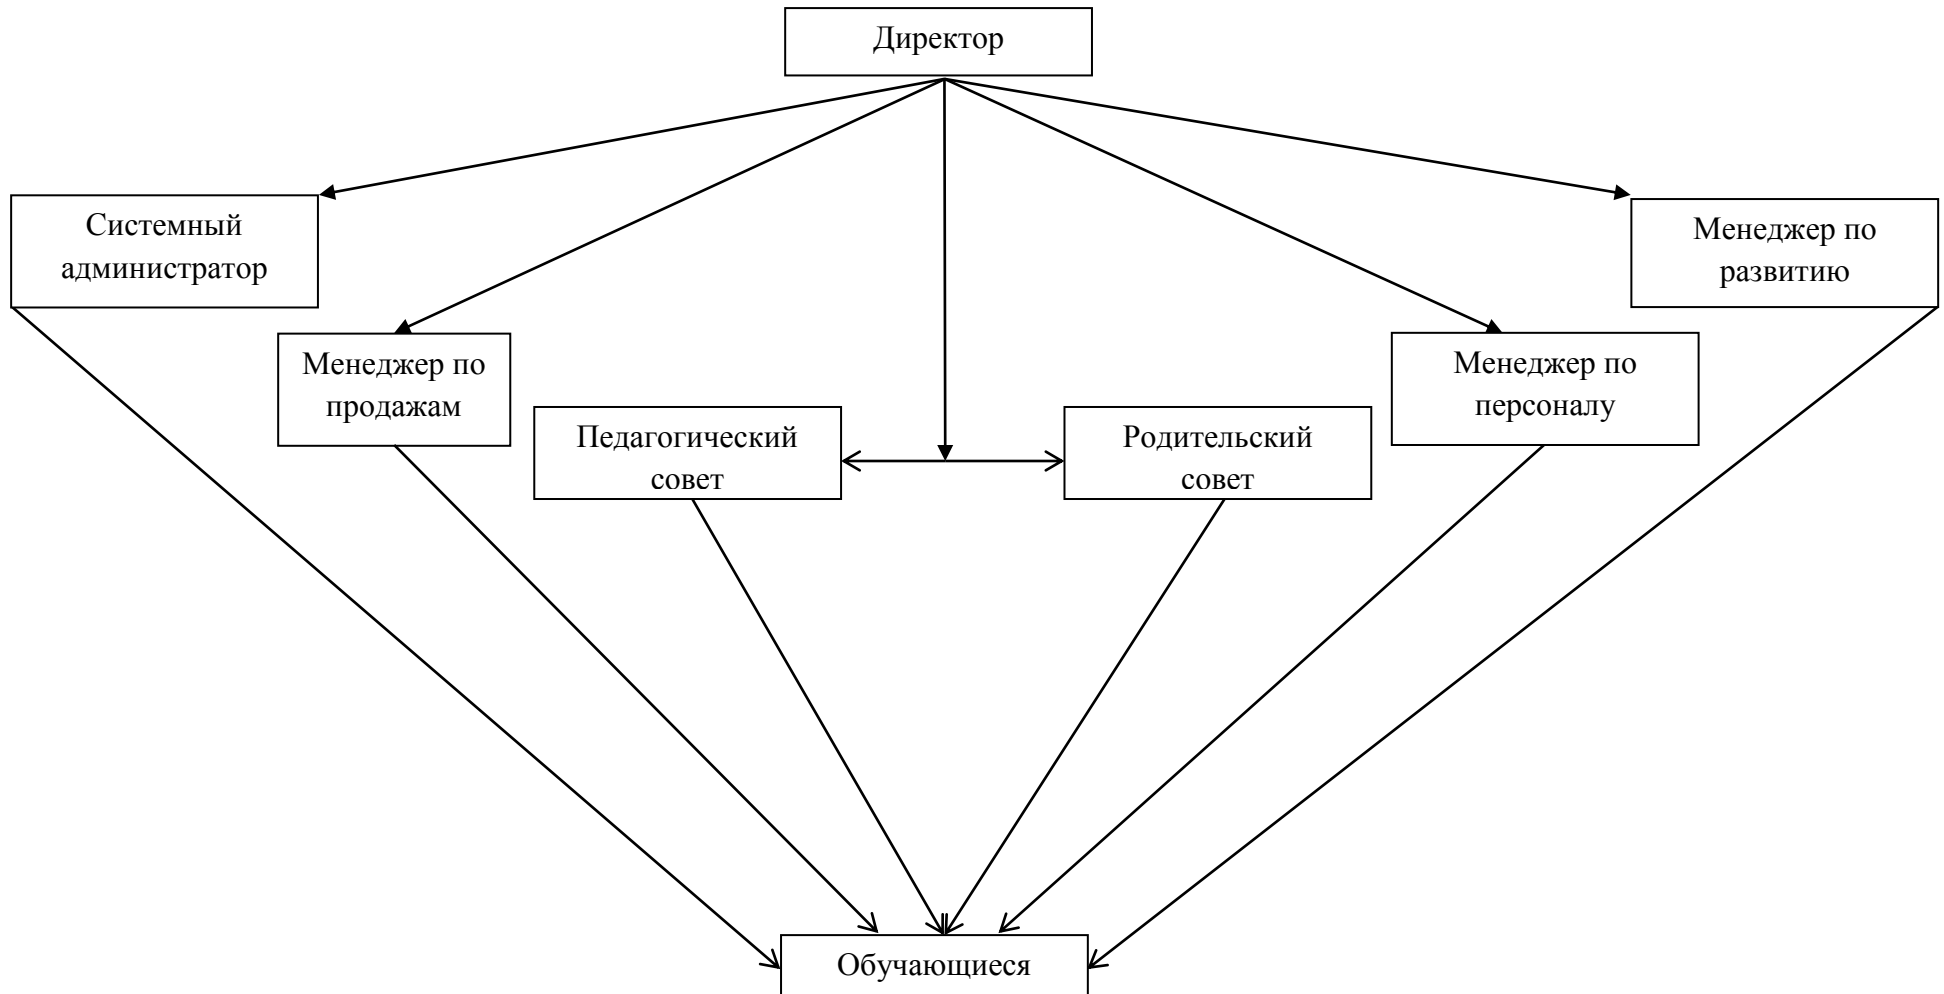 Директор
Системный
администратор
Менеджер по
развитию
Менеджер по
продажам
Менеджер по
персоналу
Педагогический
совет
Родительский
совет
Обучающиеся